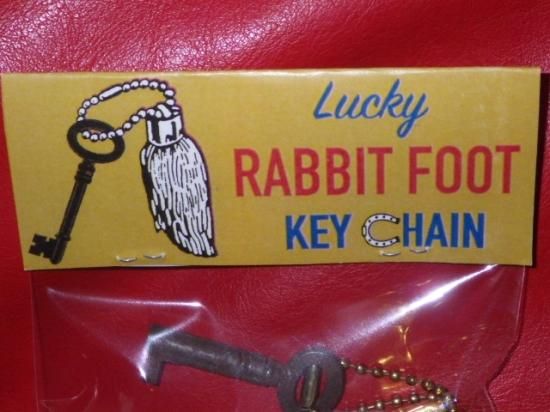 Lucky
RABBIT FOOT
KEY CHAIN